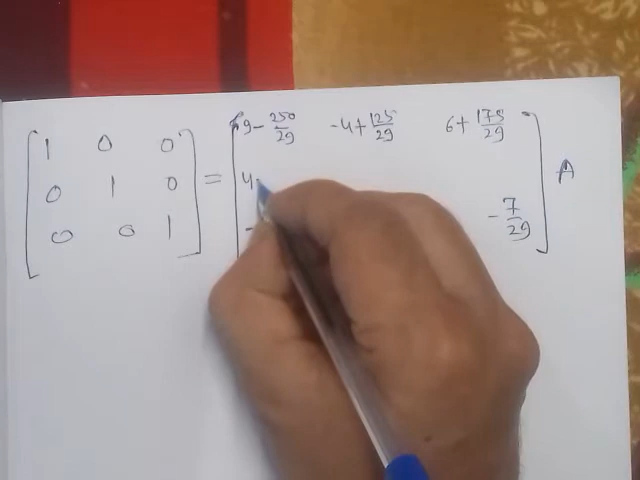 1 0 0 = 9 - 250/29 -4 + 125/29 6 + 175/29 A
0 1 0 4 -
0 0 1 - -7/29